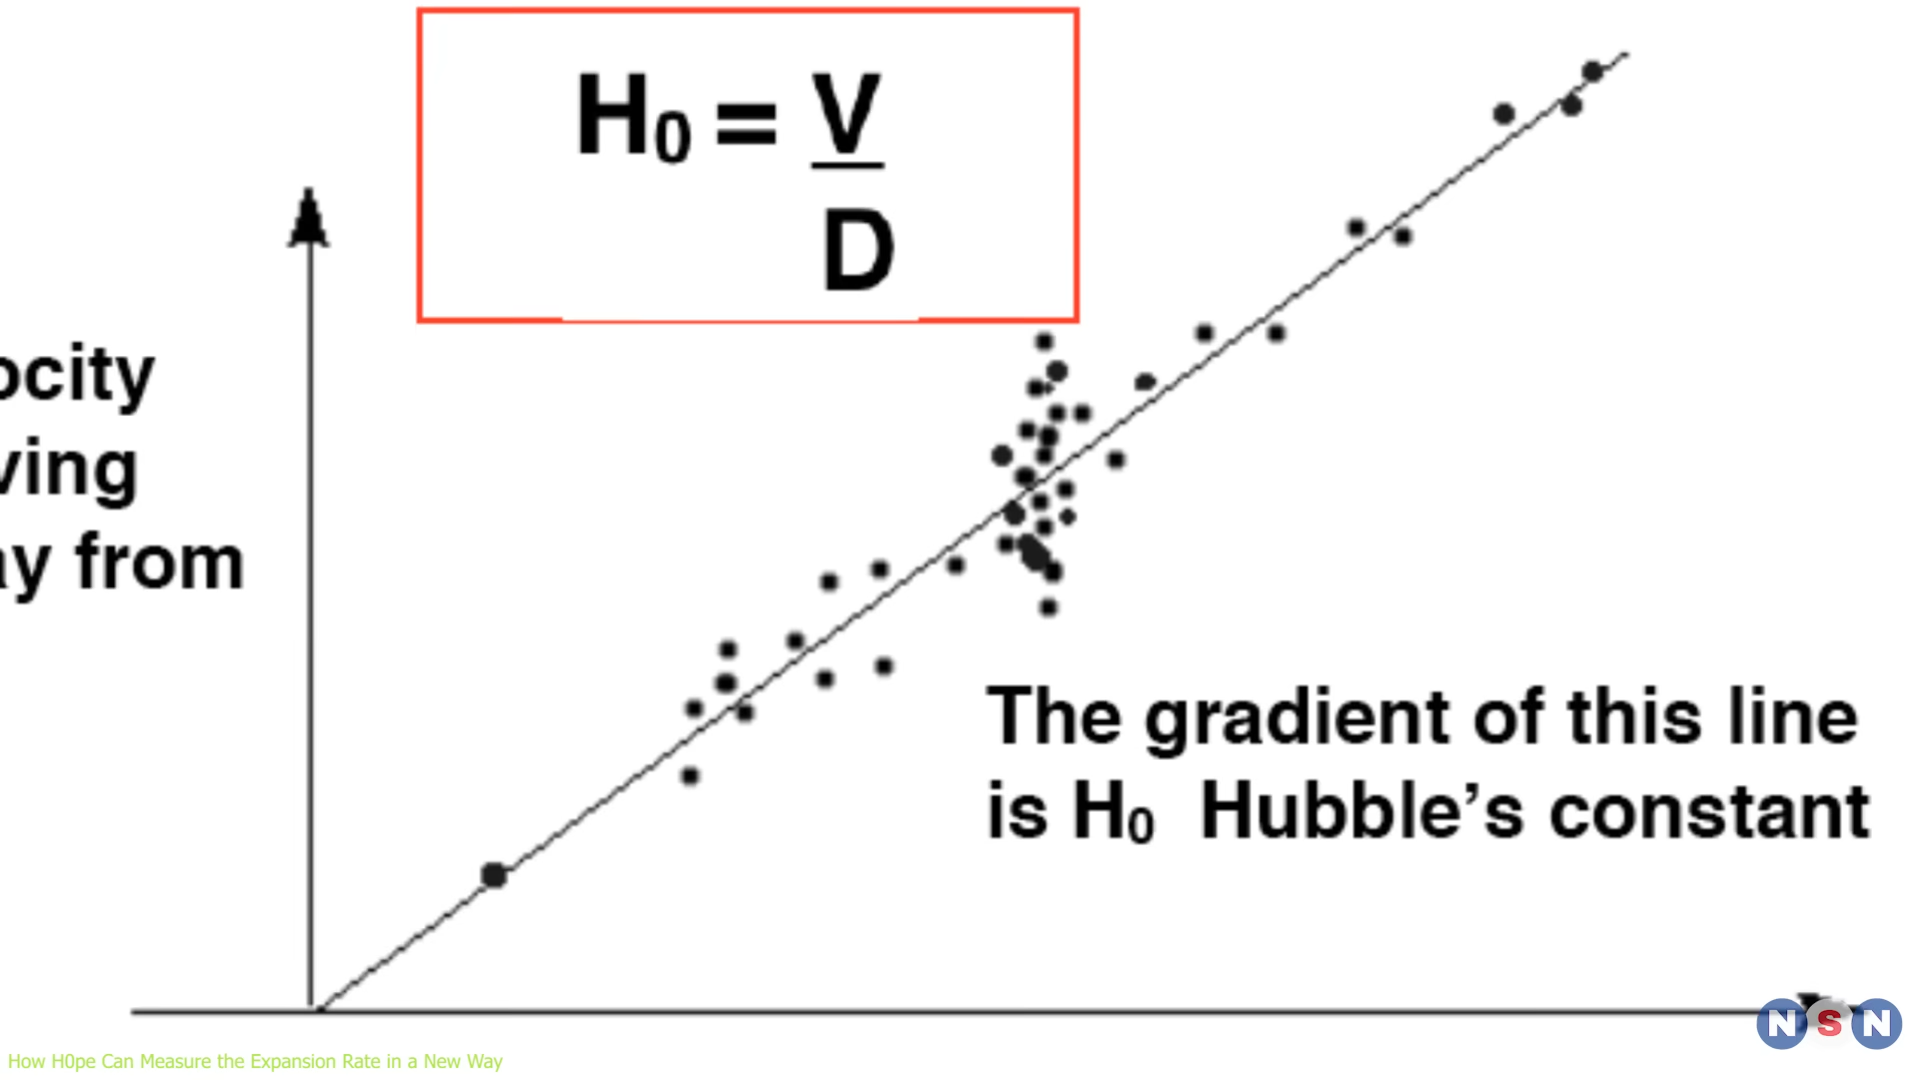 H₀ = V
D
ocity
ving
ay from
The gradient of this line
is H₀ Hubble’s constant
NSN
How H0pe Can Measure the Expansion Rate in a New Way